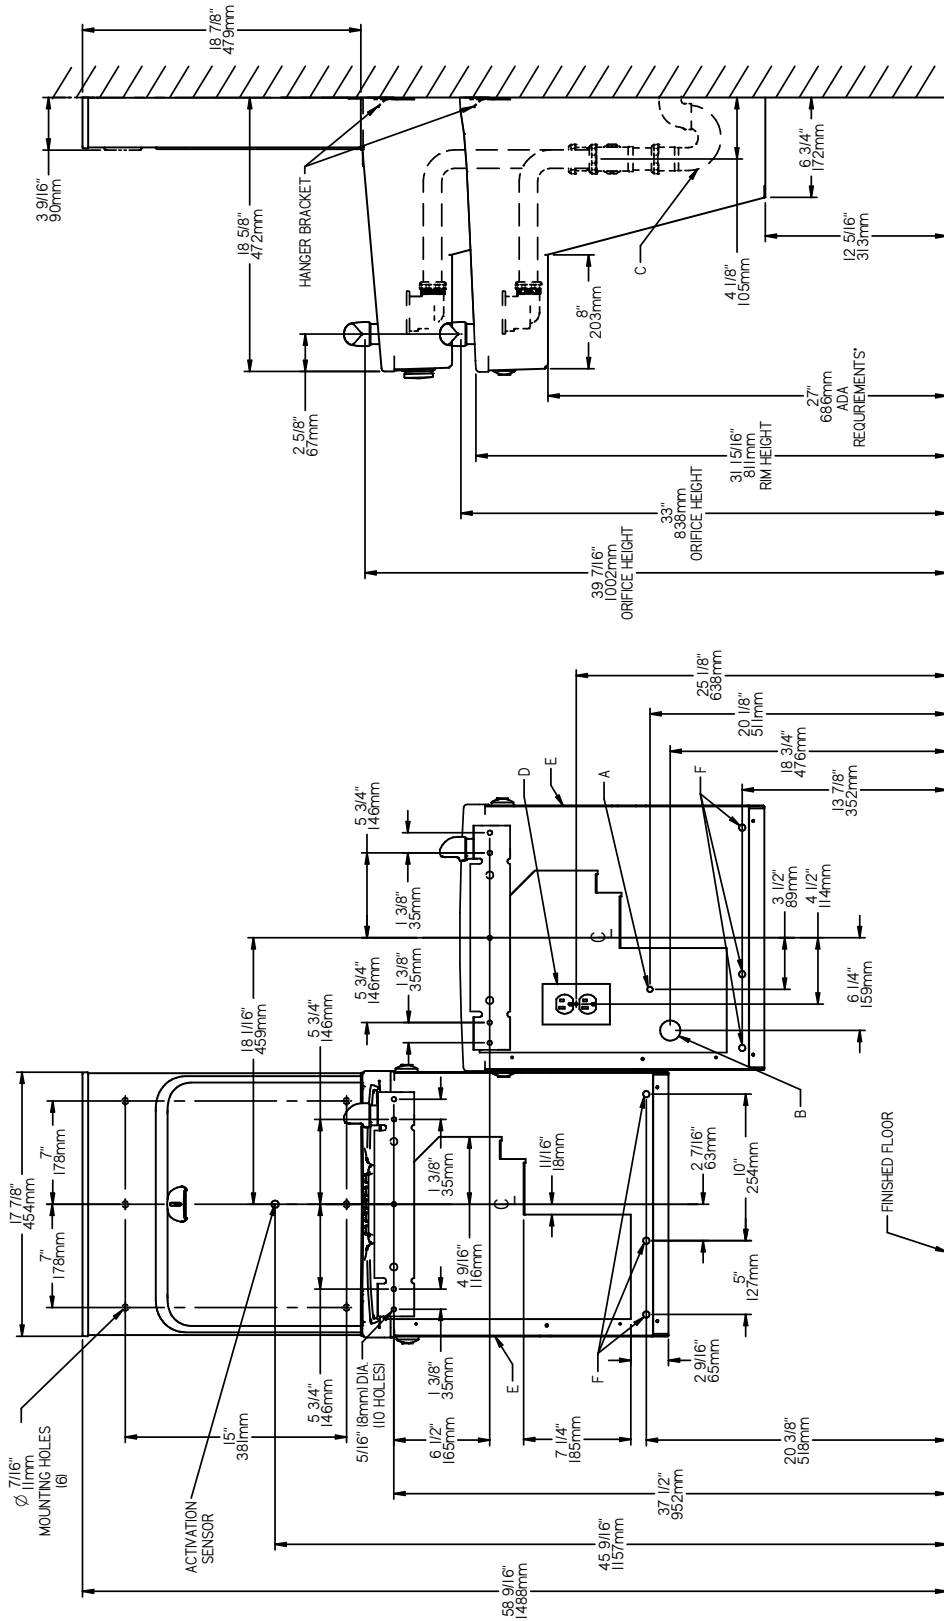 18 7/8"
479mm
3 9/16"
90mm
18 5/8"
472mm
HANGER BRACKET
6 3/4"
172mm
12 5/16"
313mm
C
4 1/8"
105mm
8"
203mm
2 5/8"
67mm
27"
686mm
ADA
REQURIEMENTS'
31 15/16"
811mm
RIM HEIGHT
33"
838mm
ORIFICE HEIGHT
39 7/16"
1002mm
ORIFICE HEIGHT
25 1/8"
638mm
20 1/8"
511mm
18 3/4"
476mm
13 7/8"
352mm
D
E
A
F
5 3/4"
146mm
1 3/8"
35mm
5 3/4"
146mm
1 3/8"
35mm
C
3 1/2"
89mm
4 1/2"
114mm
6 1/4"
159mm
B
18 1/16"
459mm
5 3/4"
146mm
17 7/8"
454mm
7"
178mm
7"
178mm
Ø 7/16"
11mm
MOUNTING HOLES
(6)
15"
381mm
ACTIVATION
SENSOR
5 3/4"
146mm
5/16" (8mm) DIA.
(10 HOLES)
1 3/8"
35mm
4 9/16"
116mm
1 3/8"
35mm
C
11/16"
18mm
2 7/16"
63mm
10"
254mm
5"
127mm
E
F
2 9/16"
65mm
6 1/2"
165mm
7 1/4"
185mm
20 3/8"
518mm
37 1/2"
952mm
45 9/16"
1157mm
58 9/16"
1488mm
FINISHED FLOOR